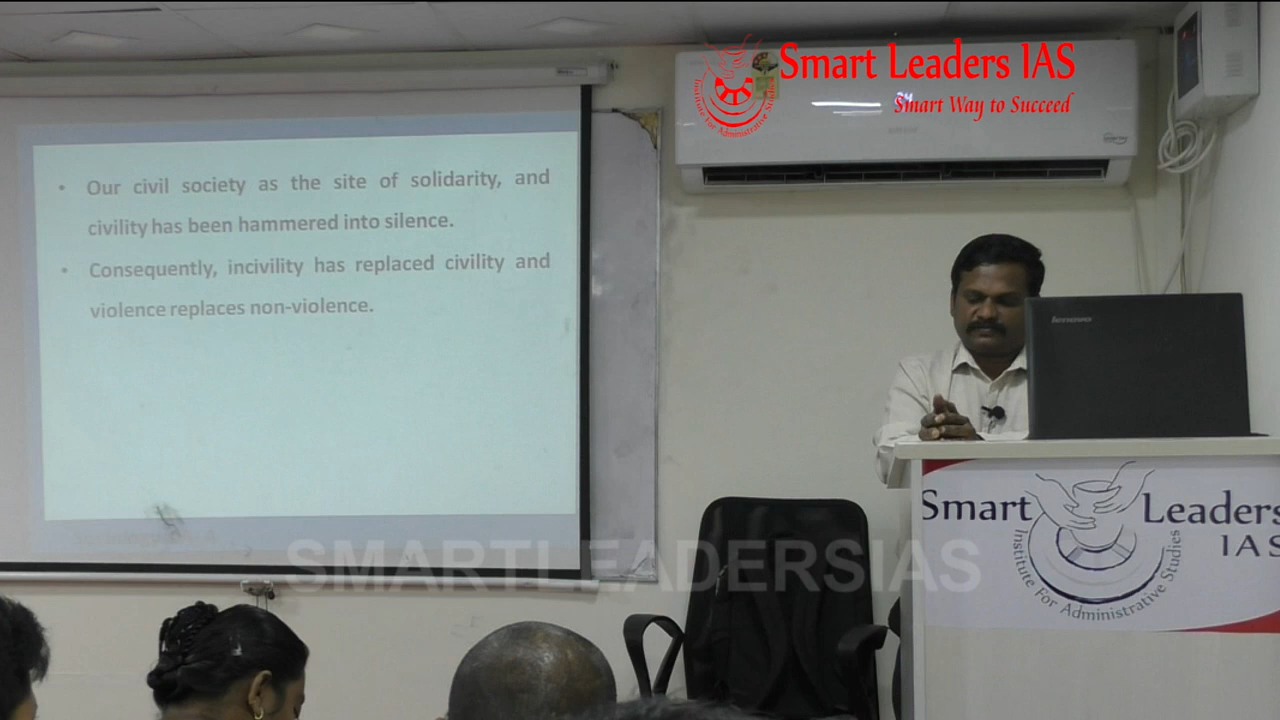 Smart Leaders IAS
Smart Way to Succeed
Institute For Administrative Studies
• Our civil society as the site of solidarity, and
civility has been hammered into silence.
• Consequently, incivility has replaced civility and
violence replaces non-violence.
lenovo
Smart Leaders
IAS
Institute For Administrative Studies
SMARTLEADERSIAS